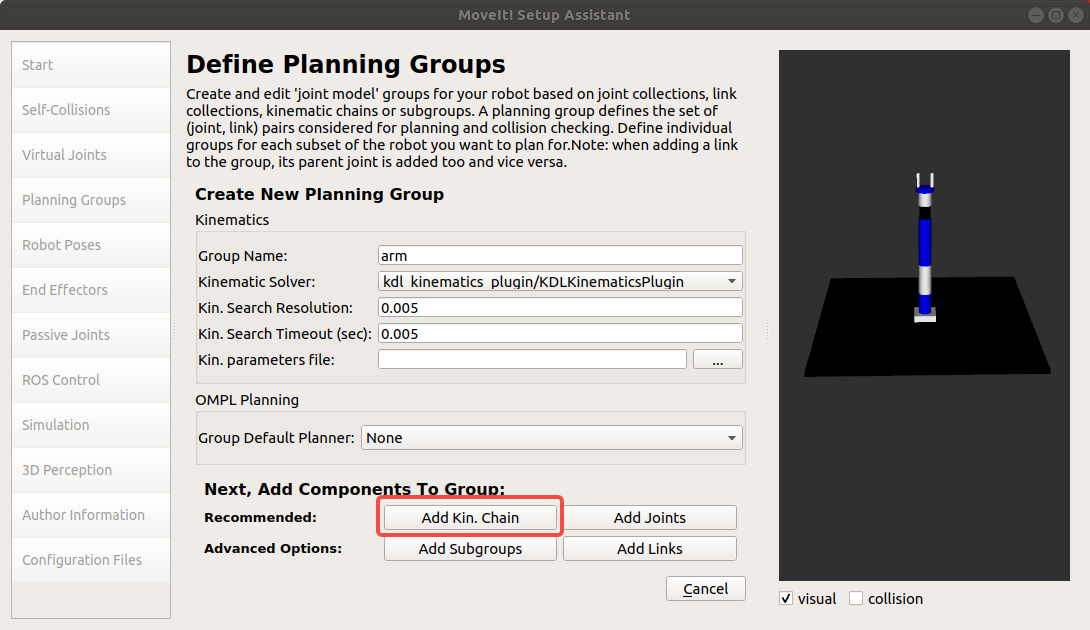 MoveIt! Setup Assistant
Start
Self-Collisions
Virtual Joints
Planning Groups
Robot Poses
End Effectors
Passive Joints
ROS Control
Simulation
3D Perception
Author Information
Configuration Files
Define Planning Groups
Create and edit 'joint model' groups for your robot based on joint collections, link
collections, kinematic chains or subgroups. A planning group defines the set of
(joint, link) pairs considered for planning and collision checking. Define individual
groups for each subset of the robot you want to plan for.Note: when adding a link
to the group, its parent joint is added too and vice versa.
Create New Planning Group
Kinematics
Group Name: arm
Kinematic Solver: kdl_kinematics_plugin/KDLKinematicsPlugin
Kin. Search Resolution: 0.005
Kin. Search Timeout (sec): 0.005
Kin. parameters file: ...
OMPL Planning
Group Default Planner: None
Next, Add Components To Group:
Recommended: Add Kin. Chain Add Joints
Advanced Options: Add Subgroups Add Links
Cancel
visual collision